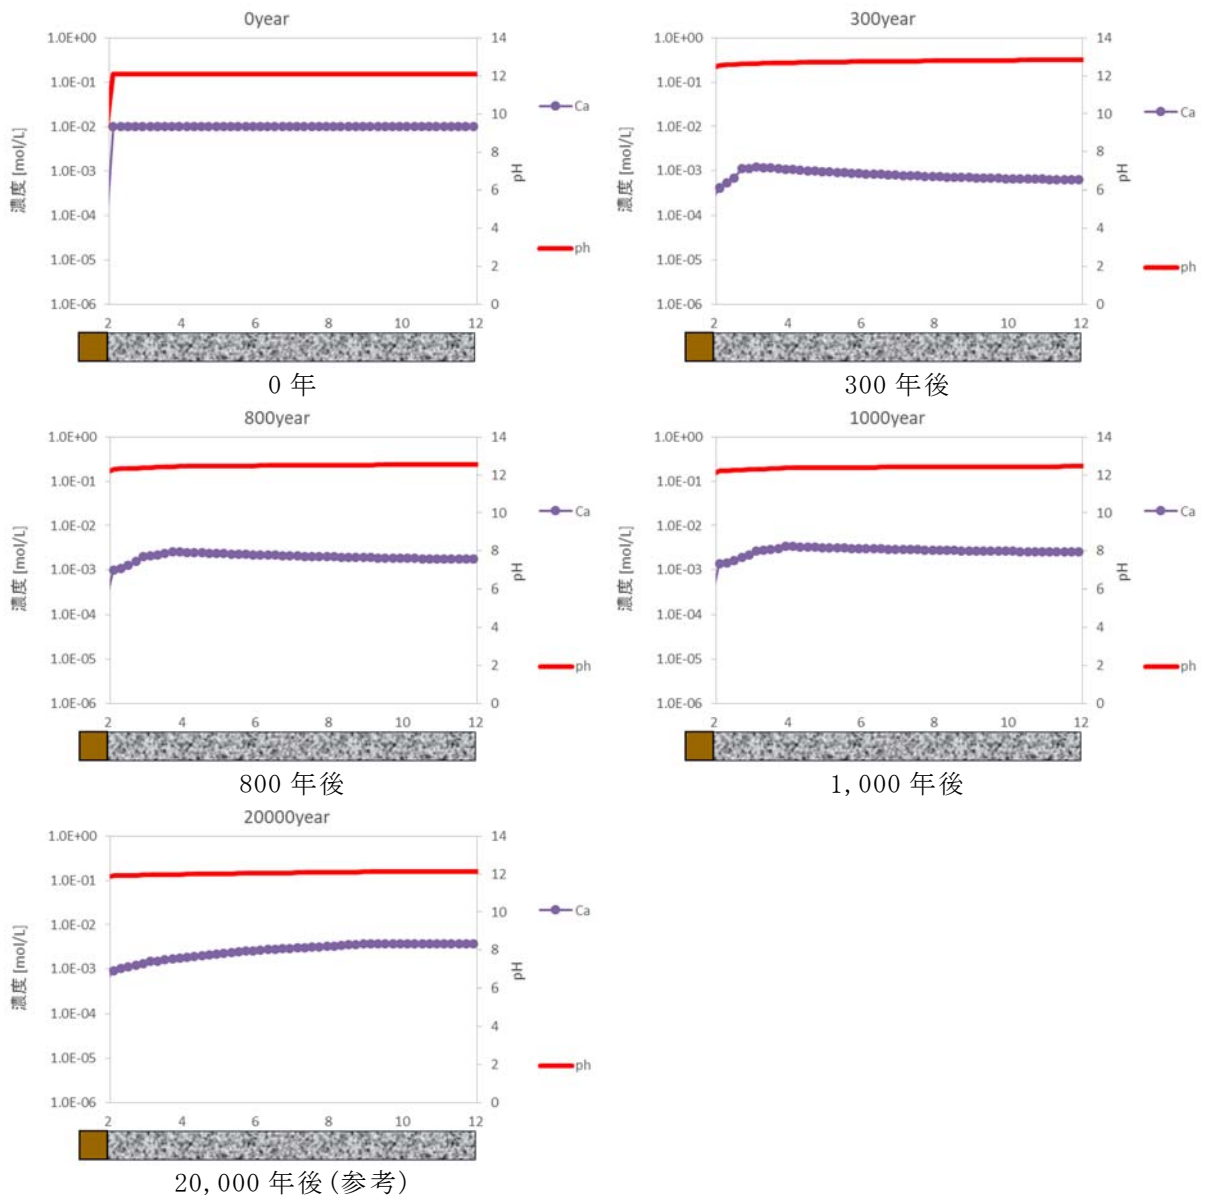 0year
1.0E+00
1.0E-01
1.0E-02
1.0E-03
1.0E-04
1.0E-05
1.0E-06
濃度 [mol/L]
14
12
10
8
6
4
2
0
pH
Ca
ph
2 4 6 8 10 12
0 年
300year
1.0E+00
1.0E-01
1.0E-02
1.0E-03
1.0E-04
1.0E-05
1.0E-06
濃度 [mol/L]
14
12
10
8
6
4
2
0
pH
Ca
ph
2 4 6 8 10 12
300 年後
800year
1.0E+00
1.0E-01
1.0E-02
1.0E-03
1.0E-04
1.0E-05
1.0E-06
濃度 [mol/L]
14
12
10
8
6
4
2
0
pH
Ca
ph
2 4 6 8 10 12
800 年後
1000year
1.0E+00
1.0E-01
1.0E-02
1.0E-03
1.0E-04
1.0E-05
1.0E-06
濃度 [mol/L]
14
12
10
8
6
4
2
0
pH
Ca
ph
2 4 6 8 10 12
1,000 年後
20000year
1.0E+00
1.0E-01
1.0E-02
1.0E-03
1.0E-04
1.0E-05
1.0E-06
濃度 [mol/L]
14
12
10
8
6
4
2
0
pH
Ca
ph
2 4 6 8 10 12
20,000 年後(参考)